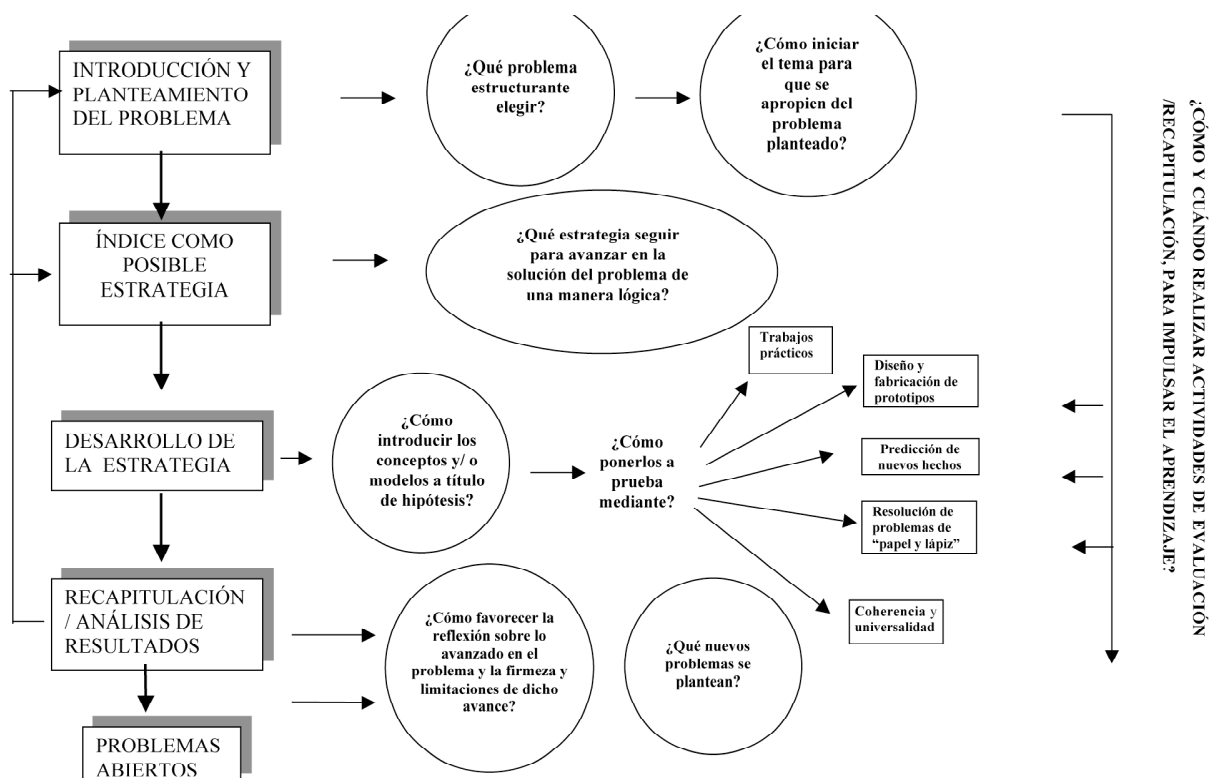 INTRODUCCIÓN Y
PLANTEAMIENTO
DEL PROBLEMA
¿Qué problema
estructurante
elegir?
¿Cómo iniciar
el tema para
que se
apropien del
problema
planteado?
ÍNDICE COMO
POSIBLE
ESTRATEGIA
¿Qué estrategia seguir
para avanzar en la
solución del problema de
una manera lógica?
DESARROLLO DE
LA ESTRATEGIA
¿Cómo
introducir los
conceptos y/ o
modelos a título
de hipótesis?
¿Cómo
ponerlos a
prueba
mediante?
Trabajos
prácticos
Diseño y
fabricación de
prototipos
Predicción de
nuevos hechos
Resolución de
problemas de
“papel y lápiz”
Coherencia y
universalidad
RECAPITULACIÓN
/ ANÁLISIS DE
RESULTADOS
¿Cómo favorecer la
reflexión sobre lo
avanzado en el
problema y la firmeza y
limitaciones de dicho
avance?
¿Qué nuevos
problemas se
plantean?
PROBLEMAS
ABIERTOS
¿CÓMO Y CUÁNDO REALIZAR ACTIVIDADES DE EVALUACIÓN
/RECAPITULACIÓN, PARA IMPULSAR EL APRENDIZAJE?